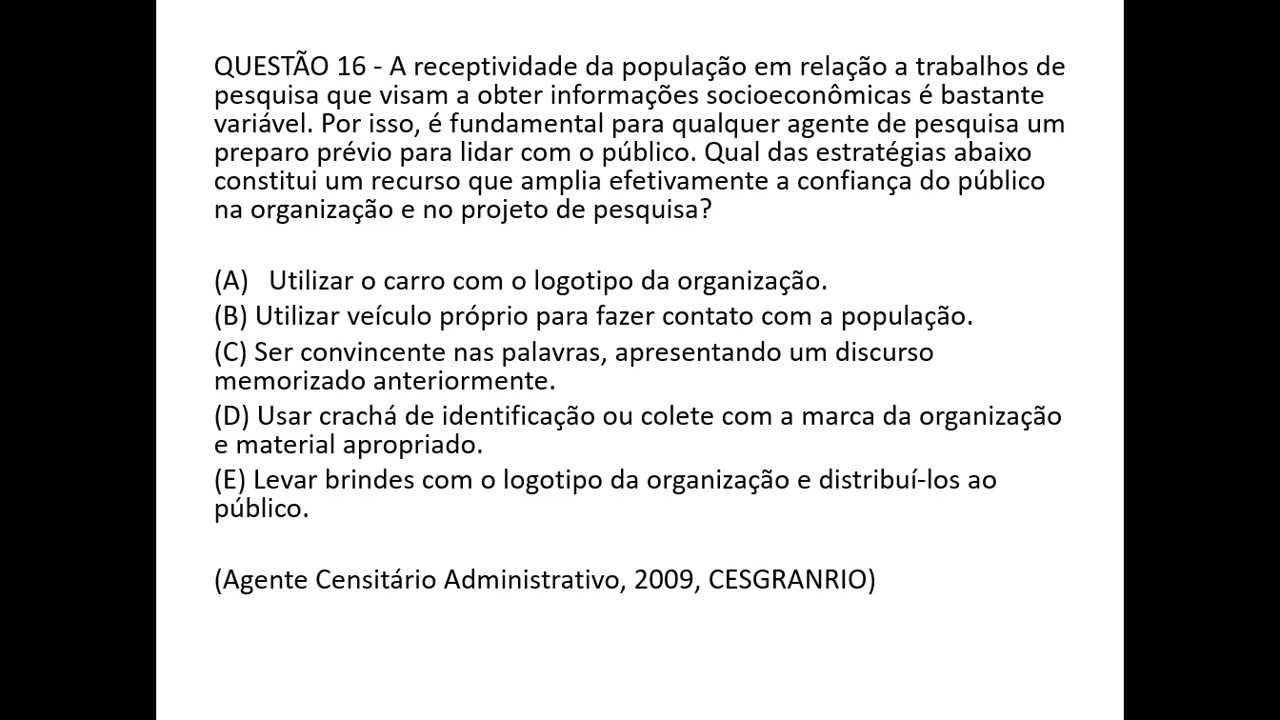 QUESTÃO 16 - A receptividade da população em relação a trabalhos de
pesquisa que visam a obter informações socioeconômicas é bastante
variável. Por isso, é fundamental para qualquer agente de pesquisa um
preparo prévio para lidar com o público. Qual das estratégias abaixo
constitui um recurso que amplia efetivamente a confiança do público
na organização e no projeto de pesquisa?
(A) Utilizar o carro com o logotipo da organização.
(B) Utilizar veículo próprio para fazer contato com a população.
(C) Ser convincente nas palavras, apresentando um discurso
memorizado anteriormente.
(D) Usar crachá de identificação ou colete com a marca da organização
e material apropriado.
(E) Levar brindes com o logotipo da organização e distribuí-los ao
público.
(Agente Censitário Administrativo, 2009, CESGRANRIO)